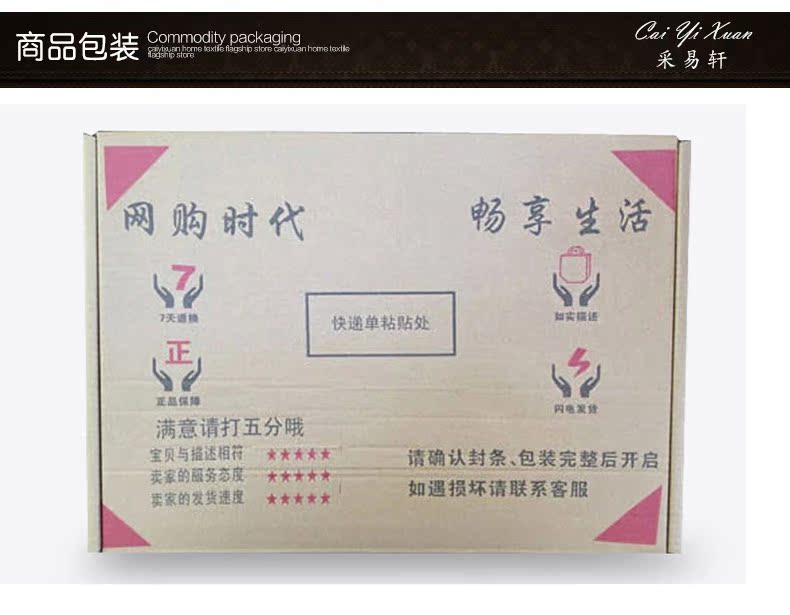 商品包装
Commodity packaging
caiyixuan home textile flagship store caiyixuan home textile
flagship store
Cai Yi Xuan
采易轩
网购时代
畅享生活
7
7天退换
如实描述
快递单粘贴处
正
正品保障
闪电发货
满意请打五分哦
宝贝与描述相符 ★★★★★
卖家的服务态度 ★★★★★
卖家的发货速度 ★★★★★
请确认封条、包装完整后开启
如遇损坏请联系客服